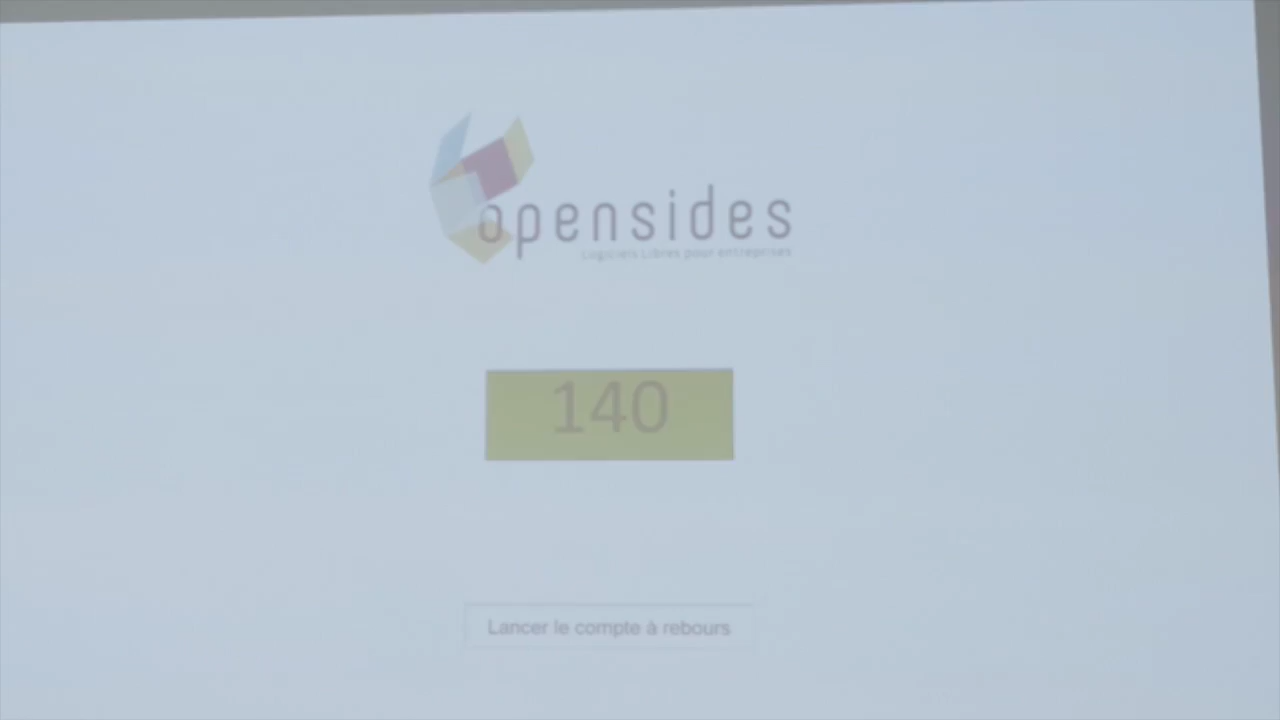 opensides
Logiciels Libres pour entreprises
140
Lancer le compte à rebours